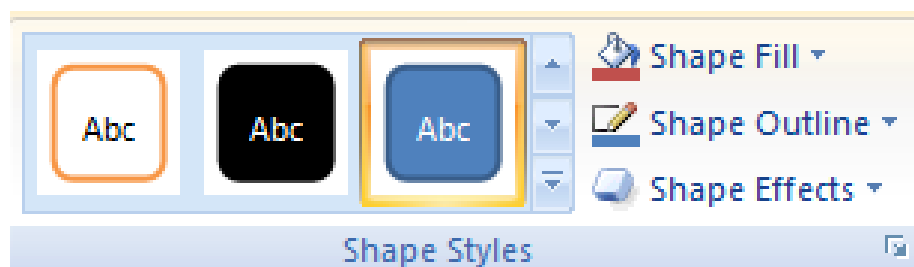 Abc Abc Abc
Shape Fill
Shape Outline
Shape Effects
Shape Styles